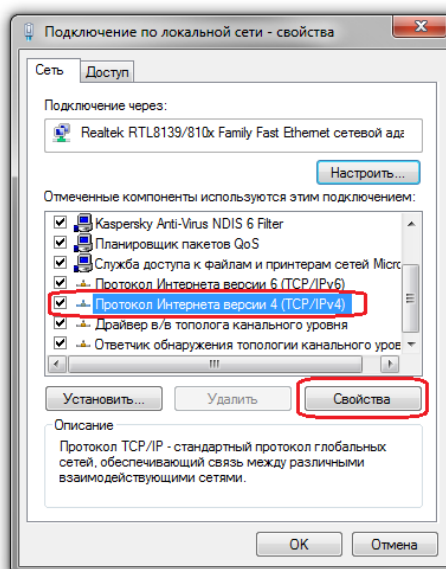 Подключение по локальной сети - свойства
Сеть
Доступ
Подключение через:
Realtek RTL8139/810x Family Fast Ethernet сетевой ада
Настроить...
Отмеченные компоненты используются этим подключением:
Kaspersky Anti-Virus NDIS 6 Filter
Планировщик пакетов QoS
Служба доступа к файлам и принтерам сетей Micro
Протокол Интернета версии 6 (TCP/IPv6)
Протокол Интернета версии 4 (TCP/IPv4)
Драйвер в/в тополога канального уровня
Ответчик обнаружения топологии канального уров
Установить...
Удалить
Свойства
Описание
Протокол TCP/IP - стандартный протокол глобальных
сетей, обеспечивающий связь между различными
взаимодействующими сетями.
OK
Отмена